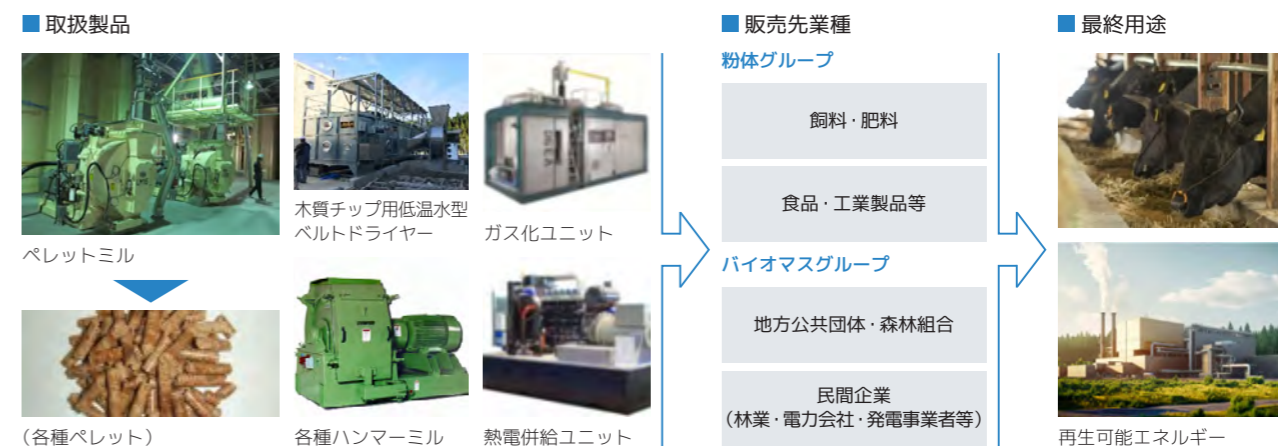 取扱製品
ペレットミル
(各種ペレット)
木質チップ用低温水型
ベルトドライヤー
各種ハンマーミル
ガス化ユニット
熱電併給ユニット
販売先業種
粉体グループ
飼料・肥料
食品・工業製品等
バイオマスグループ
地方公共団体・森林組合
民間企業
(林業・電力会社・発電事業者等)
最終用途
再生可能エネルギー